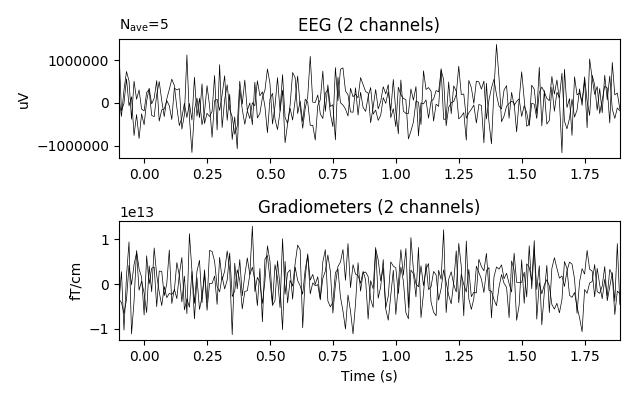 N_ave=5
EEG (2 channels)
1000000
0
−1000000
uV
0.00 0.25 0.50 0.75 1.00 1.25 1.50 1.75
1e13
Gradiometers (2 channels)
1
0
−1
fT/cm
0.00 0.25 0.50 0.75 1.00 1.25 1.50 1.75
Time (s)